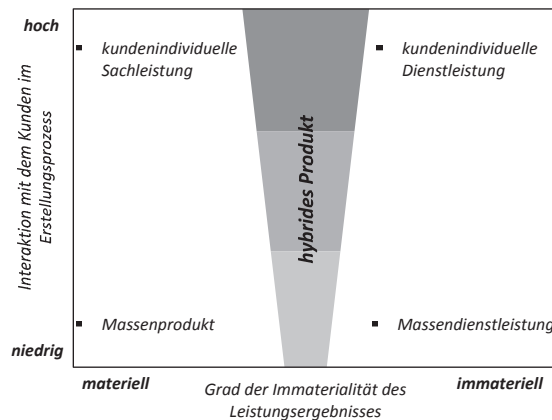 hoch
Interaktion mit dem Kunden im
Erstellungsprozess
▪ kundenindividuelle
Sachleistung
▪ kundenindividuelle
Dienstleistung
hybrides Produkt
▪ Massenprodukt
▪ Massendienstleistung
niedrig
materiell
Grad der Immaterialität des
Leistungsergebnisses
immateriell